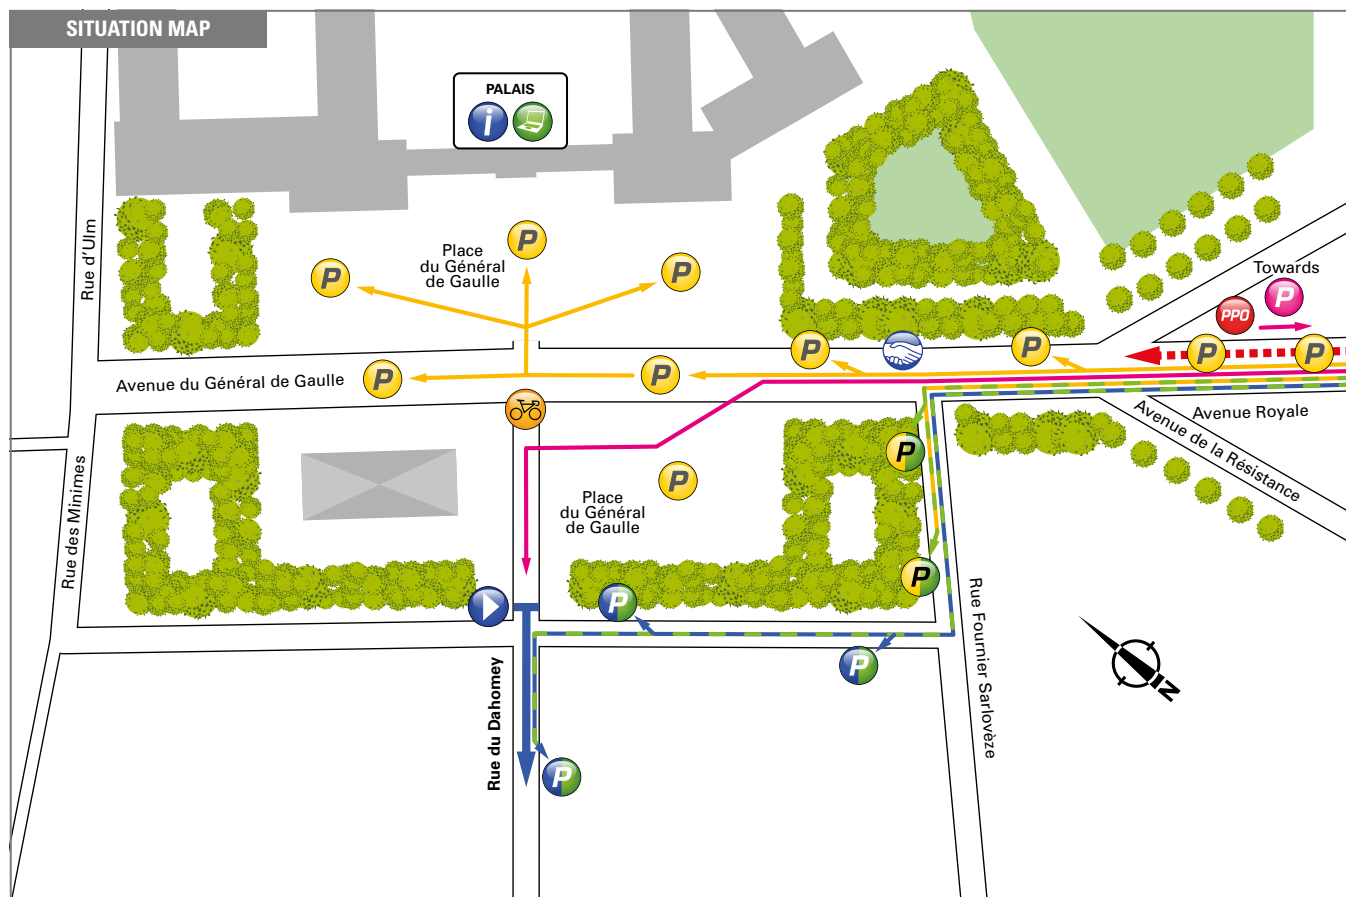 SITUATION MAP
PALAIS
i
Rue d'Ulm
Place
du Général
de Gaulle
P
P
P
Towards
P
PPO
P
P
P
P
Avenue du Général de Gaulle
P
P
Avenue Royale
Avenue de la Résistance
P
P
Place
du Général
de Gaulle
Rue des Minimes
P
P
P
Rue du Dahomey
Rue Fournier Sarlovèze
P
N